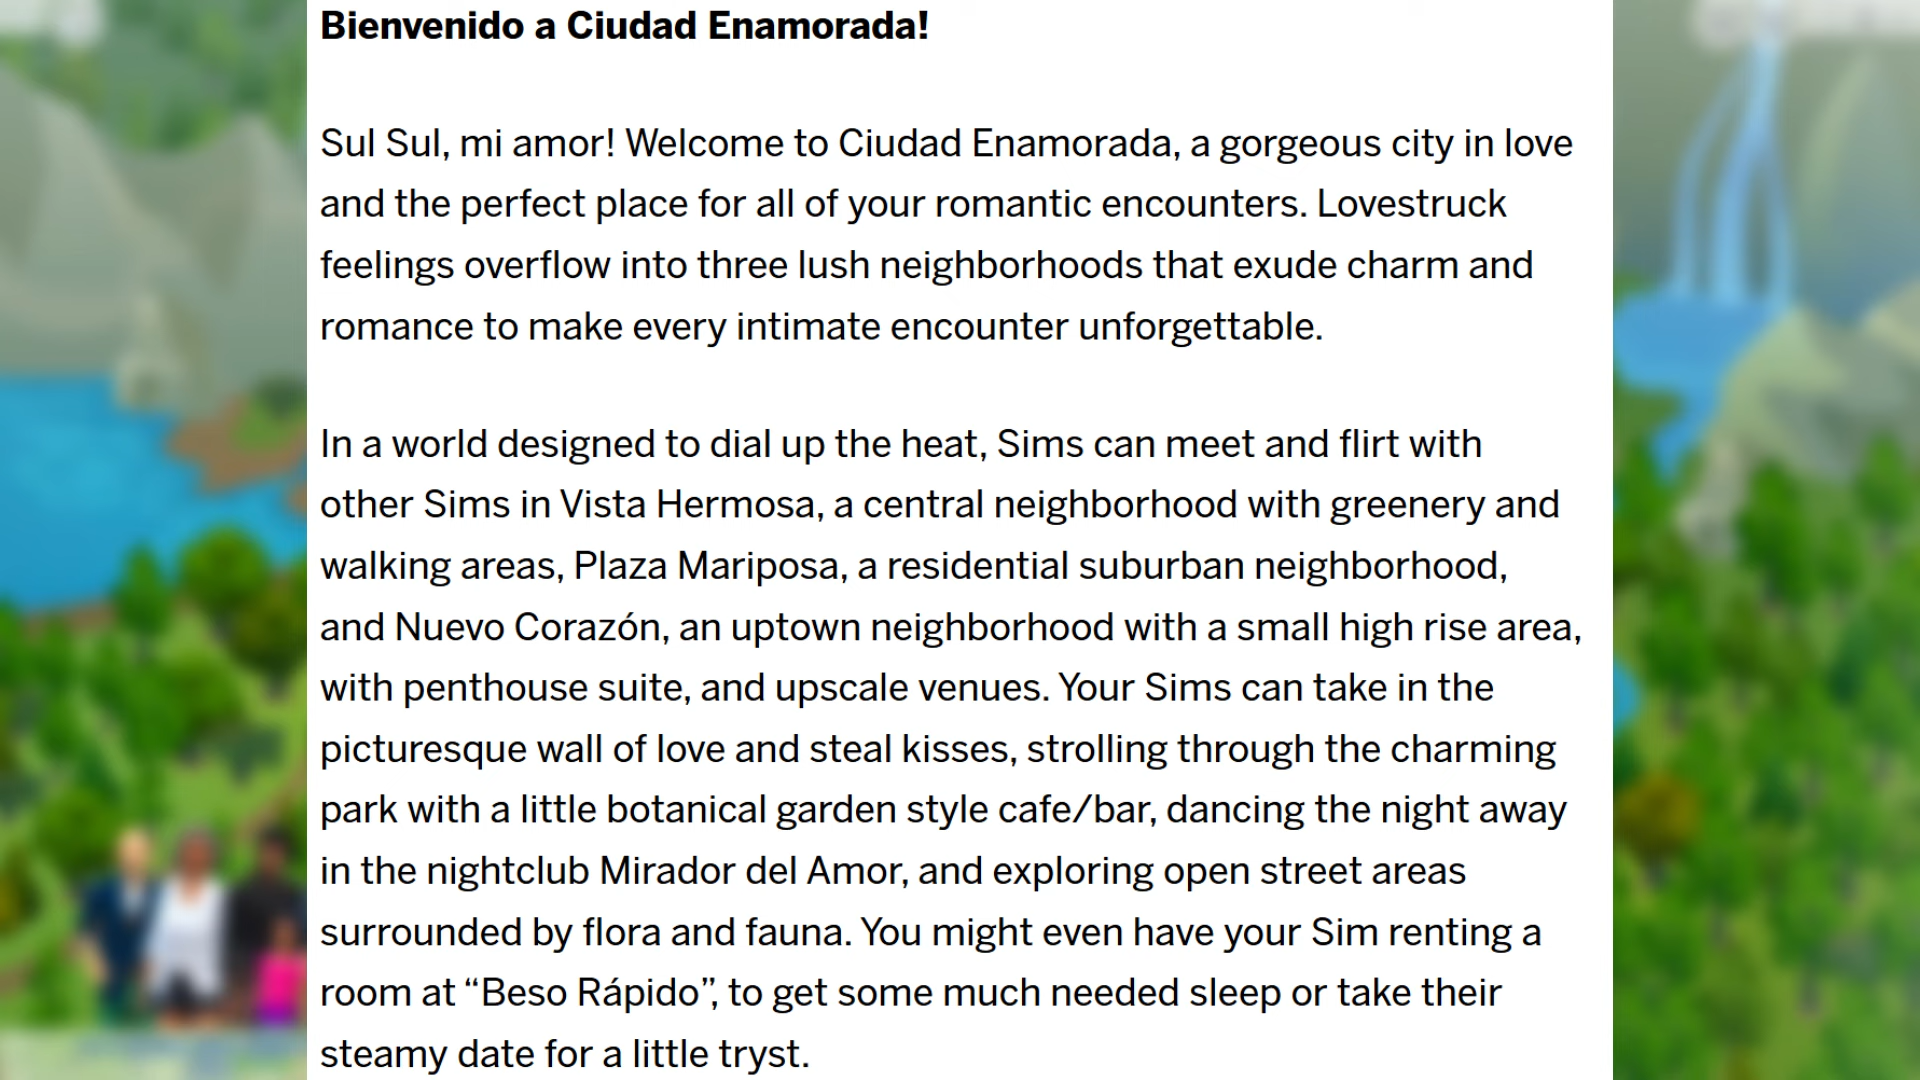 Bienvenido a Ciudad Enamorada!
Sul Sul, mi amor! Welcome to Ciudad Enamorada, a gorgeous city in love
and the perfect place for all of your romantic encounters. Lovestruck
feelings overflow into three lush neighborhoods that exude charm and
romance to make every intimate encounter unforgettable.
In a world designed to dial up the heat, Sims can meet and flirt with
other Sims in Vista Hermosa, a central neighborhood with greenery and
walking areas, Plaza Mariposa, a residential suburban neighborhood,
and Nuevo Corazón, an uptown neighborhood with a small high rise area,
with penthouse suite, and upscale venues. Your Sims can take in the
picturesque wall of love and steal kisses, strolling through the charming
park with a little botanical garden style cafe/bar, dancing the night away
in the nightclub Mirador del Amor, and exploring open street areas
surrounded by flora and fauna. You might even have your Sim renting a
room at “Beso Rápido”, to get some much needed sleep or take their
steamy date for a little tryst.